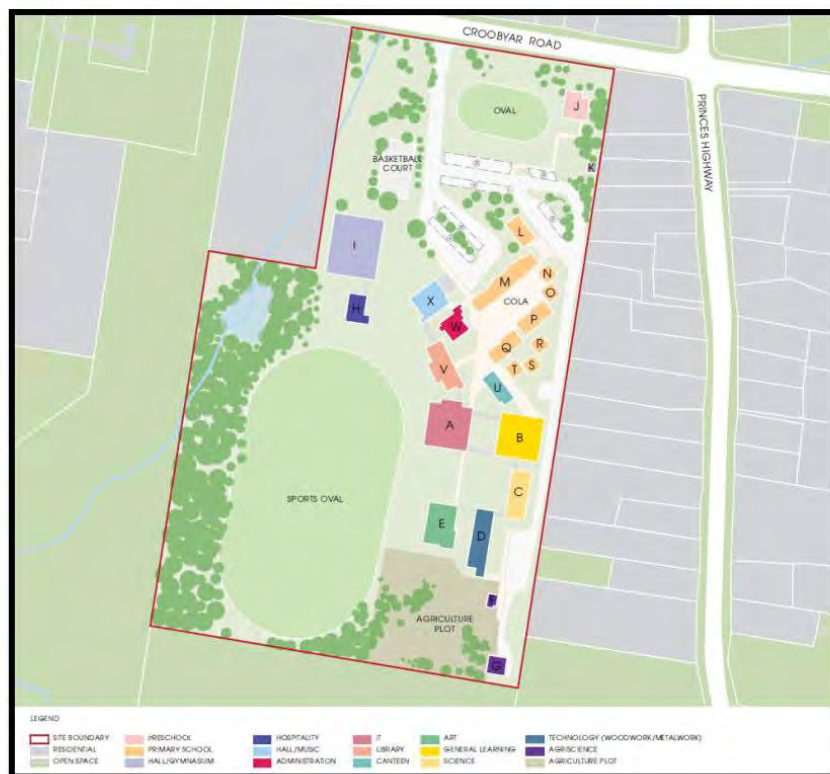 CROOBYAR ROAD
PRINCES HIGHWAY
OVAL
J
BASKETBALL
COURT
K
L
I
N
M
O
COLA
X
H
P
W
R
Q
S
T
V
U
A
B
C
SPORTS OVAL
E
D
AGRICULTURE
PLOT
G
LEGEND
SITE BOUNDARY
PRESCHOOL
HOSPITALITY
IT
ART
TECHNOLOGY (WOODWORK/METALWORK)
RESIDENTIAL
PRIMARY SCHOOL
HALL/MUSIC
LIBRARY
GENERAL LEARNING
AGRISCIENCE
OPEN SPACE
HALL/GYMNASIUM
ADMINISTRATION
CANTEEN
SCIENCE
AGRICULTURE PLOT